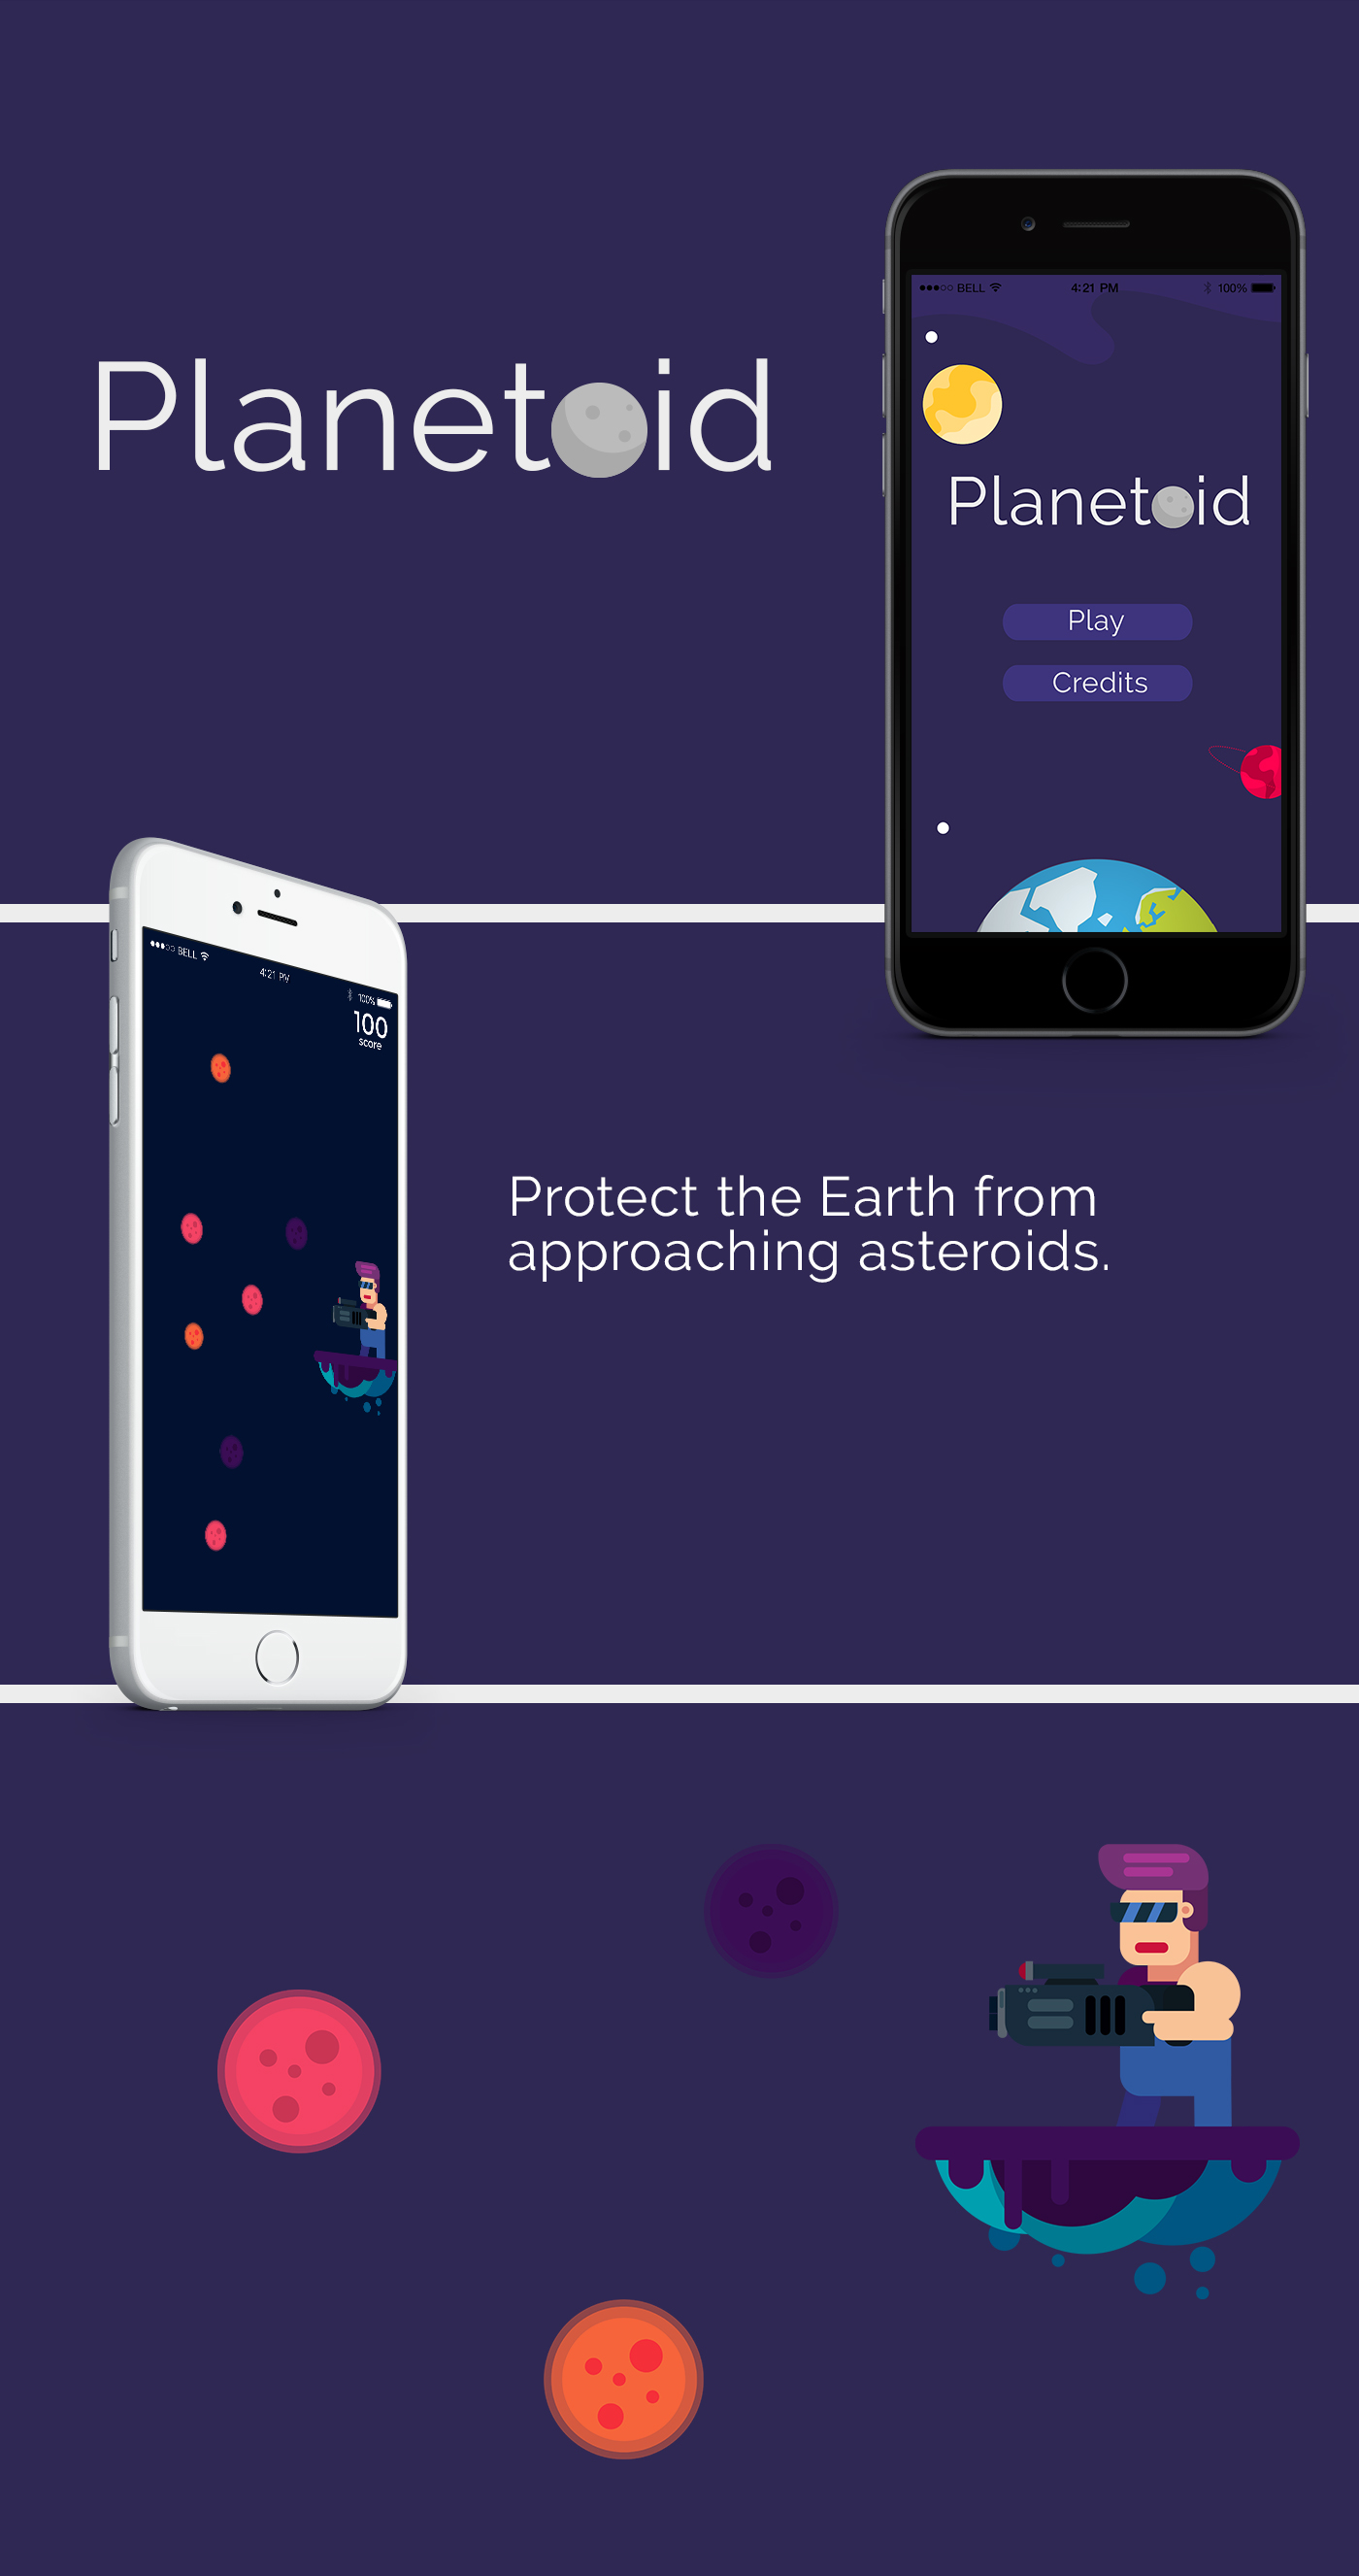 Planetoid
BELL 4:21 PM 100%
Planetoid
Play
Credits
BELL 4:21 PM 100%
100
score
Protect the Earth from
approaching asteroids.